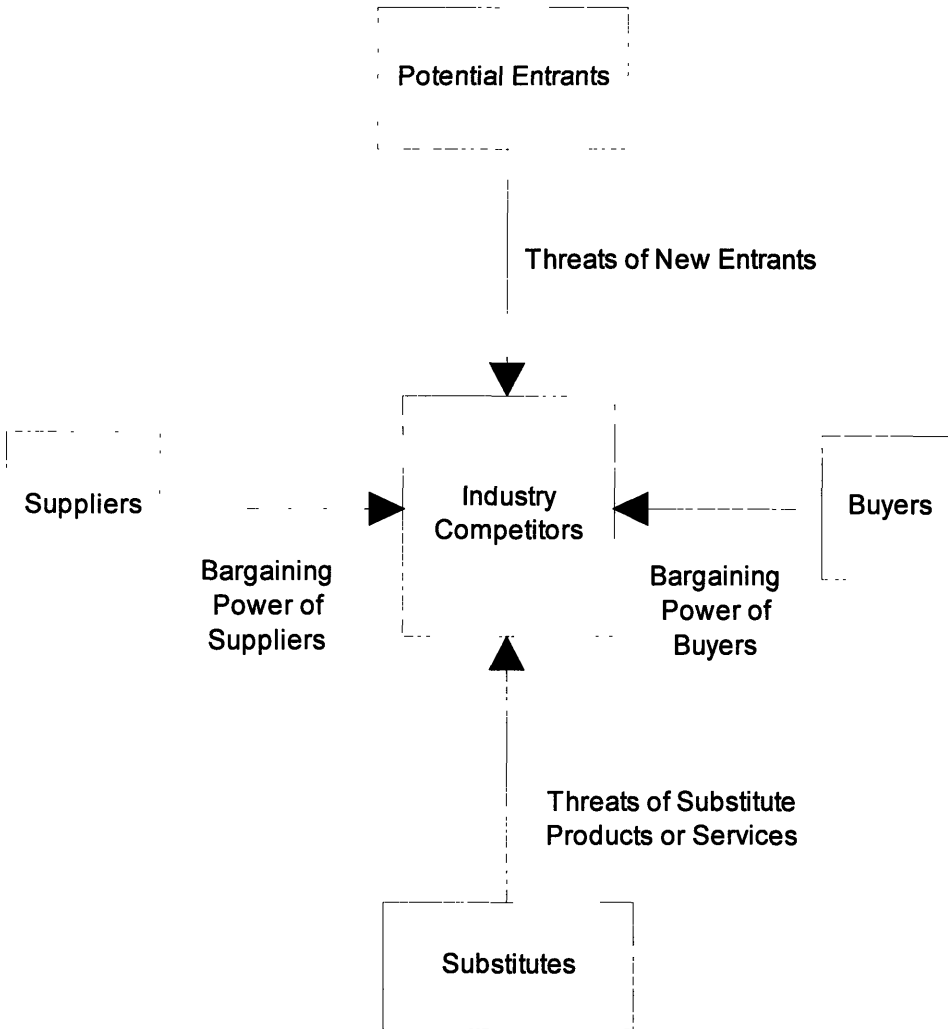 Potential Entrants
Threats of New Entrants
Suppliers
Industry
Competitors
Buyers
Bargaining
Power of
Suppliers
Bargaining
Power of
Buyers
Threats of Substitute
Products or Services
Substitutes